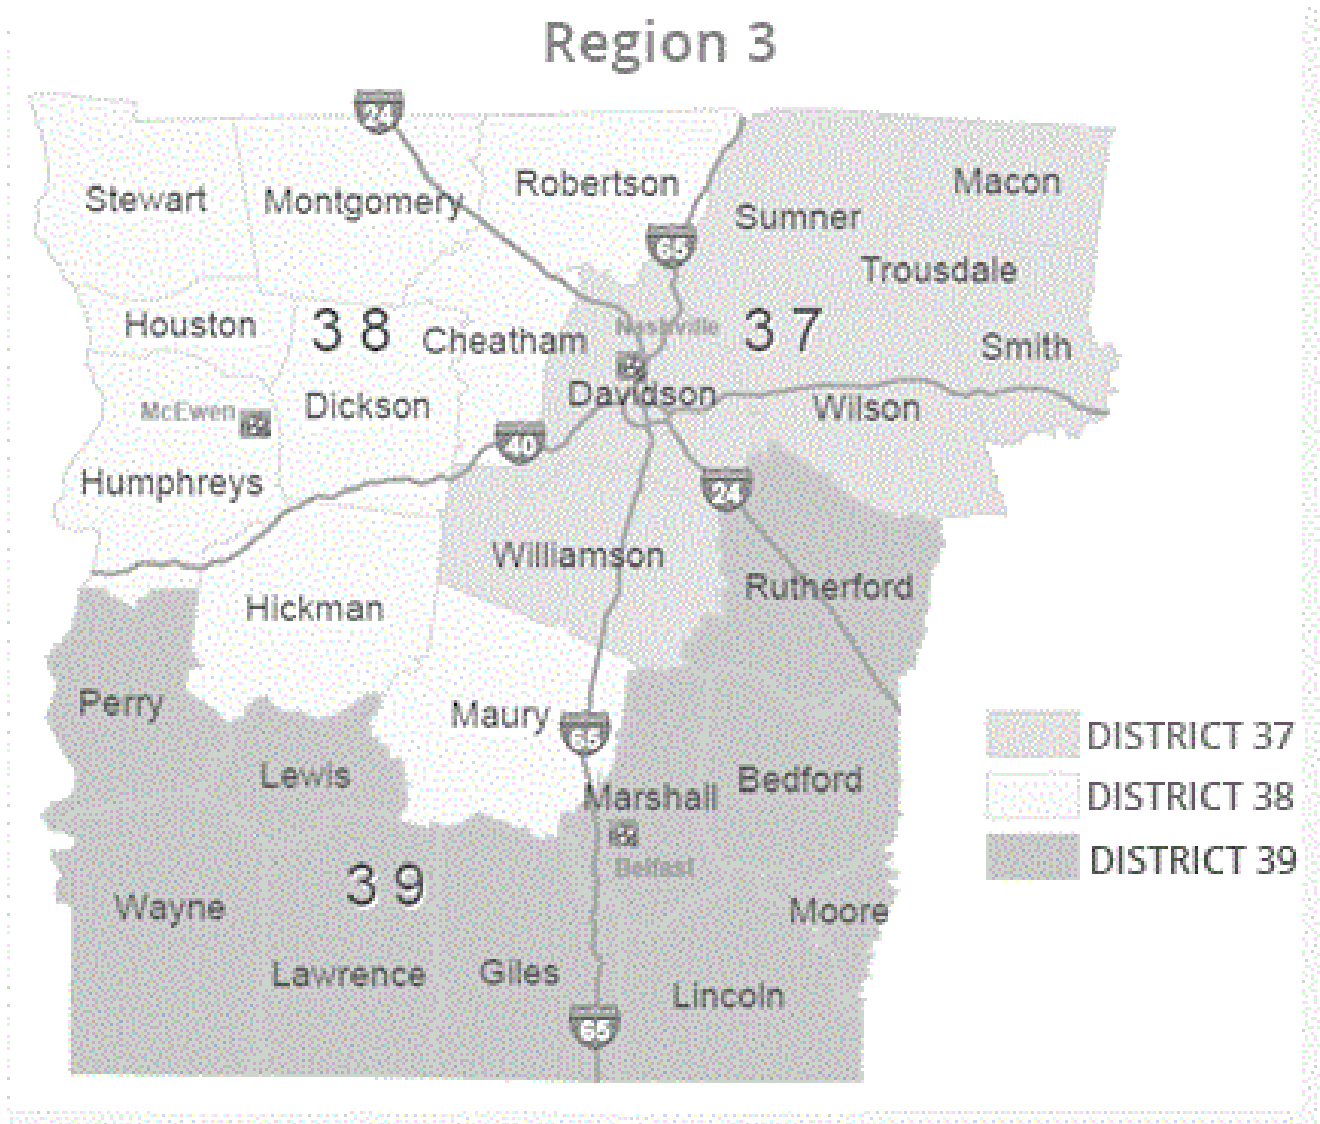 Region 3
24
Macon
Robertson
Stewart
Montgomery
Sumner
65
Trousdale
Houston
38
Cheatham
Nashville
37
Smith
Davidson
McEwen
Dickson
Wilson
40
Humphreys
24
Williamson
Rutherford
Hickman
Perry
Maury
65
DISTRICT 37
Lewis
Bedford
Marshall
DISTRICT 38
Belfast
DISTRICT 39
39
Wayne
Moore
Lawrence
Giles
Lincoln
65